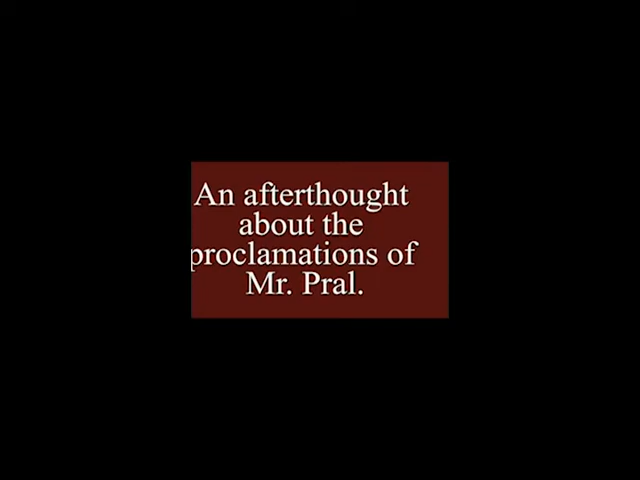 An afterthought
about the
proclamations of
Mr. Pral.